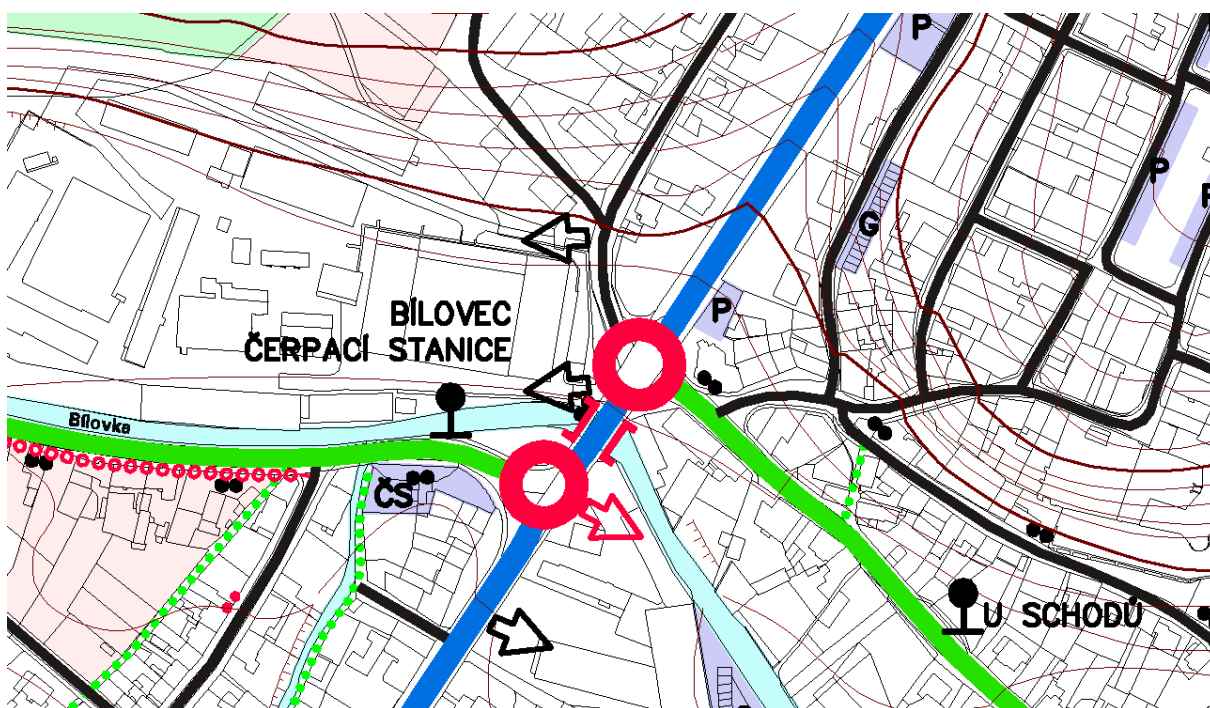 P
P
P
G
P
BÍLOVEC
ČERPACÍ STANICE
Bílovka
ČS
U SCHODŮ